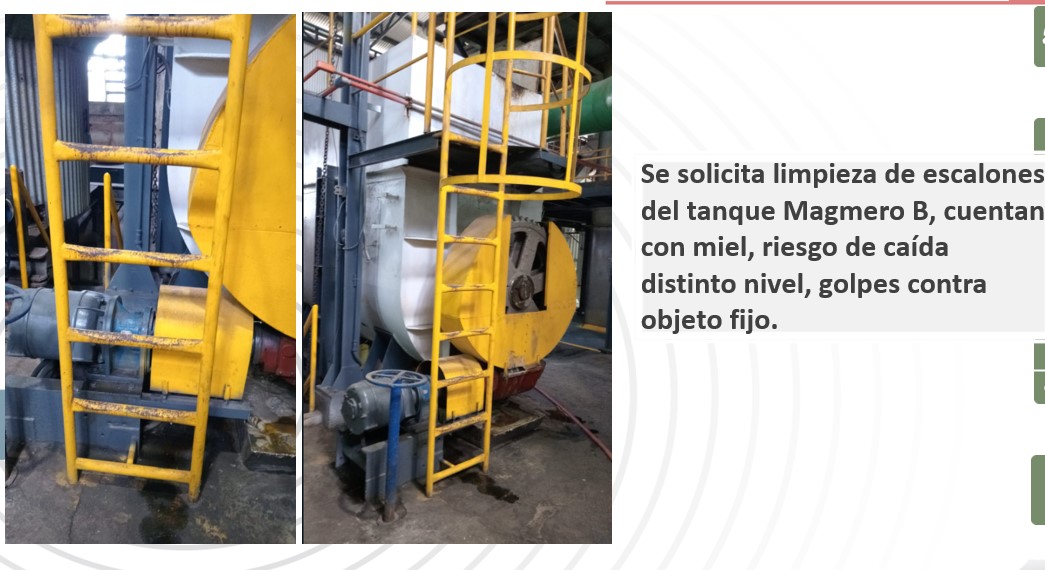 Se solicita limpieza de escalones
del tanque Magmero B, cuentan
con miel, riesgo de caída
distinto nivel, golpes contra
objeto fijo.